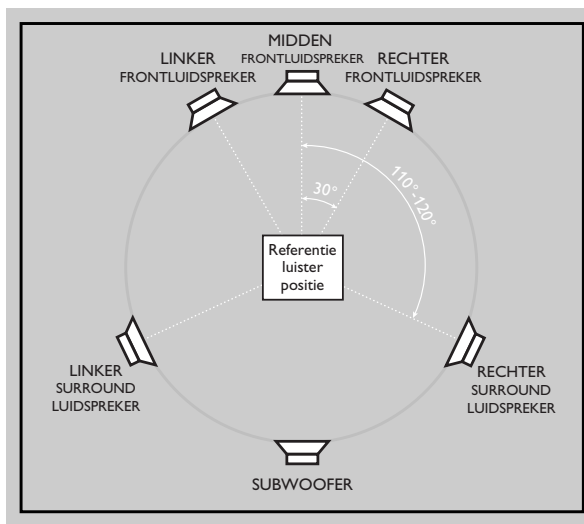 LINKER
FRONTLUIDSPREKER
MIDDEN
FRONTLUIDSPREKER
RECHTER
FRONTLUIDSPREKER
30°
110°-120°
Referentie
luister
positie
LINKER
SURROUND
LUIDSPREKER
RECHTER
SURROUND
LUIDSPREKER
SUBWOOFER